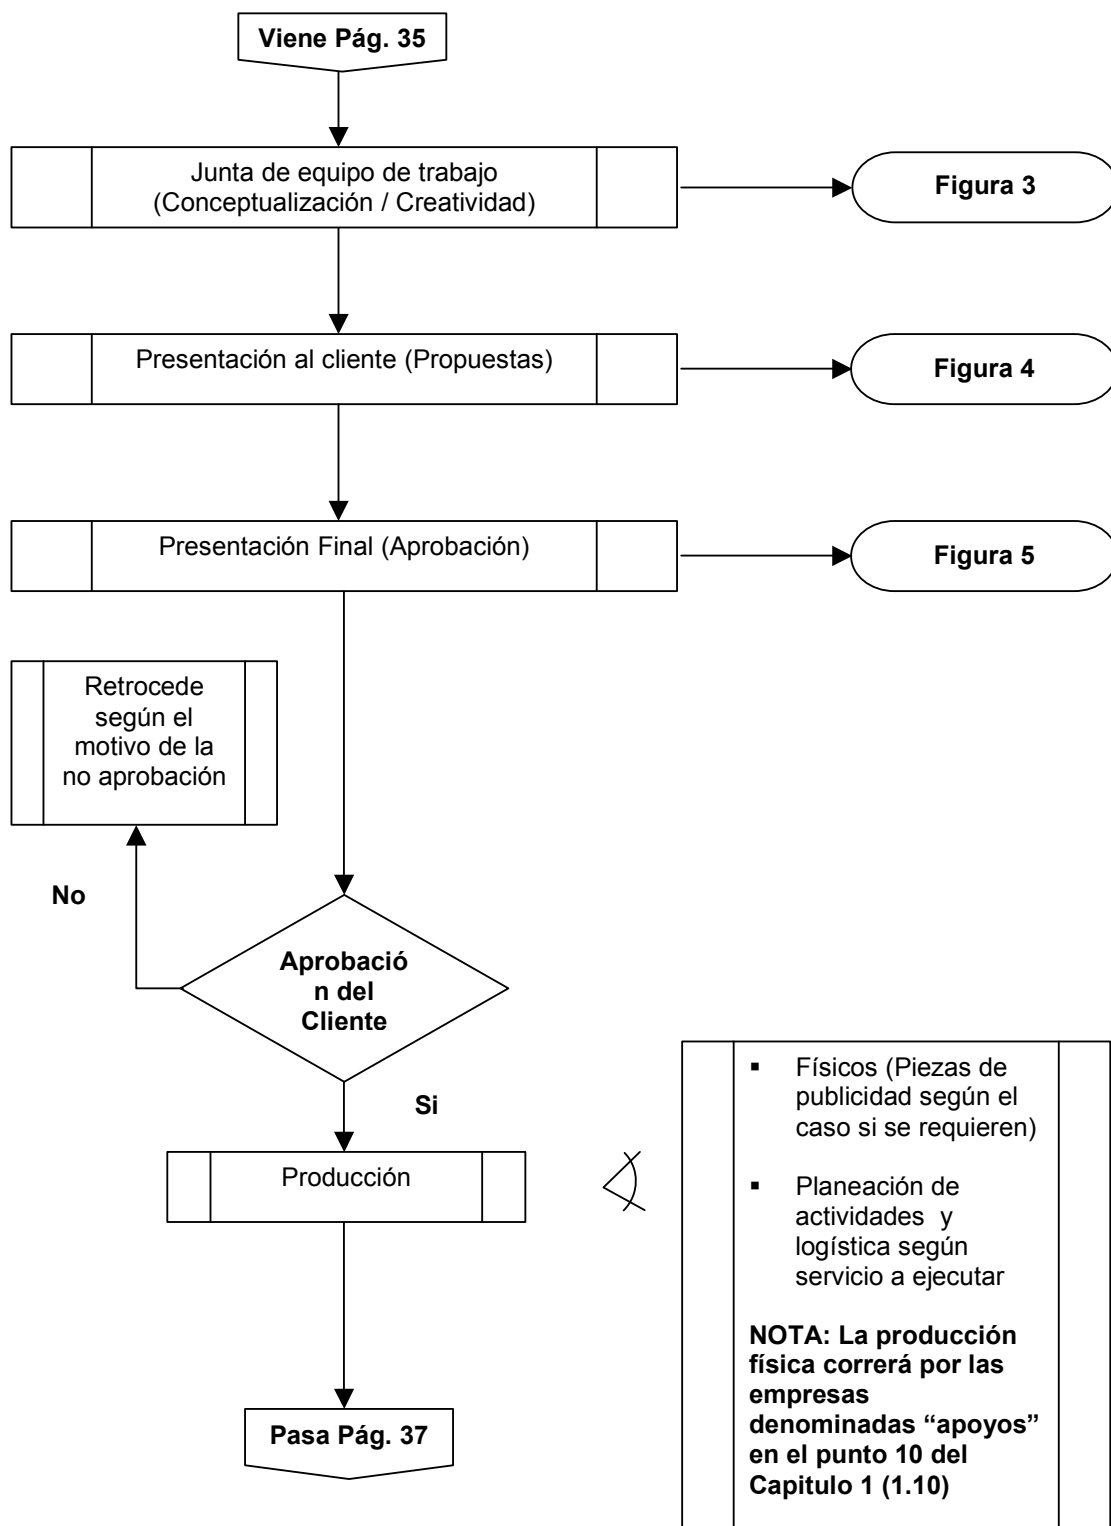 Viene Pág. 35
Junta de equipo de trabajo
(Conceptualización / Creatividad)
Figura 3
Presentación al cliente (Propuestas)
Figura 4
Presentación Final (Aprobación)
Figura 5
Retrocede
según el
motivo de la
no aprobación
No
Aprobació
n del
Cliente
Si
Producción
▪ Físicos (Piezas de
publicidad según el
caso si se requieren)
▪ Planeación de
actividades y
logística según
servicio a ejecutar
NOTA: La producción
física correrá por las
empresas
denominadas “apoyos”
en el punto 10 del
Capitulo 1 (1.10)
Pasa Pág. 37